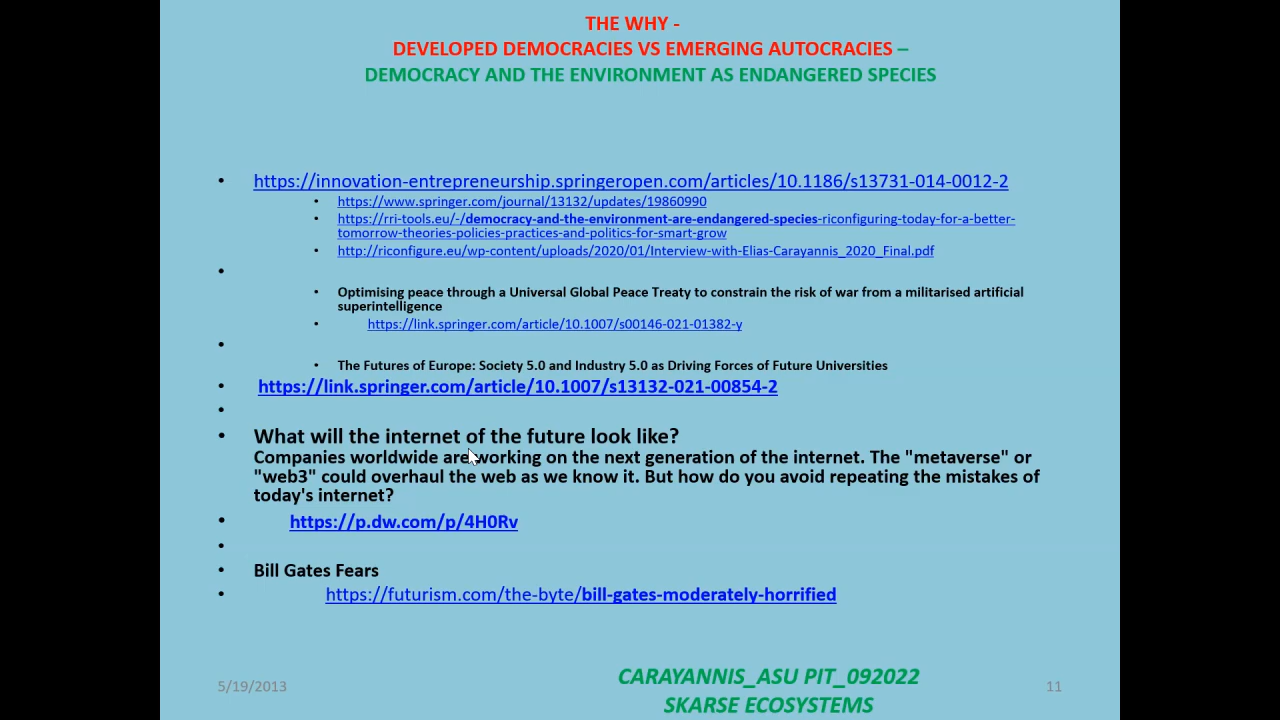 THE WHY -
DEVELOPED DEMOCRACIES VS EMERGING AUTOCRACIES –
DEMOCRACY AND THE ENVIRONMENT AS ENDANGERED SPECIES
• https://innovation-entrepreneurship.springeropen.com/articles/10.1186/s13731-014-0012-2
• https://www.springer.com/journal/13132/updates/19860990
• https://rri-tools.eu/-/democracy-and-the-environment-are-endangered-species-riconfiguring-today-for-a-better-
tomorrow-theories-policies-practices-and-politics-for-smart-grow
• http://riconfigure.eu/wp-content/uploads/2020/01/Interview-with-Elias-Carayannis_2020_Final.pdf
•
• Optimising peace through a Universal Global Peace Treaty to constrain the risk of war from a militarised artificial
superintelligence
• https://link.springer.com/article/10.1007/s00146-021-01382-y
•
• The Futures of Europe: Society 5.0 and Industry 5.0 as Driving Forces of Future Universities
• https://link.springer.com/article/10.1007/s13132-021-00854-2
•
• What will the internet of the future look like?
Companies worldwide are working on the next generation of the internet. The "metaverse" or
"web3" could overhaul the web as we know it. But how do you avoid repeating the mistakes of
today's internet?
• https://p.dw.com/p/4H0Rv
•
• Bill Gates Fears
• https://futurism.com/the-byte/bill-gates-moderately-horrified
5/19/2013
CARAYANNIS_ASU PIT_092022
SKARSE ECOSYSTEMS
11